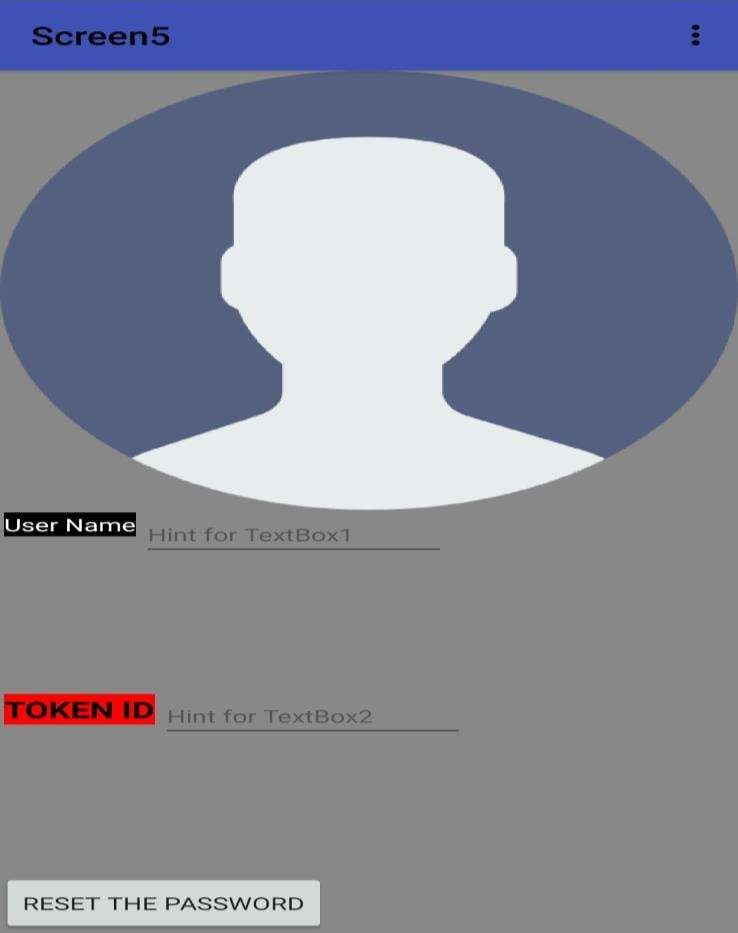 Screen5
User Name Hint for TextBox1
TOKEN ID Hint for TextBox2
RESET THE PASSWORD